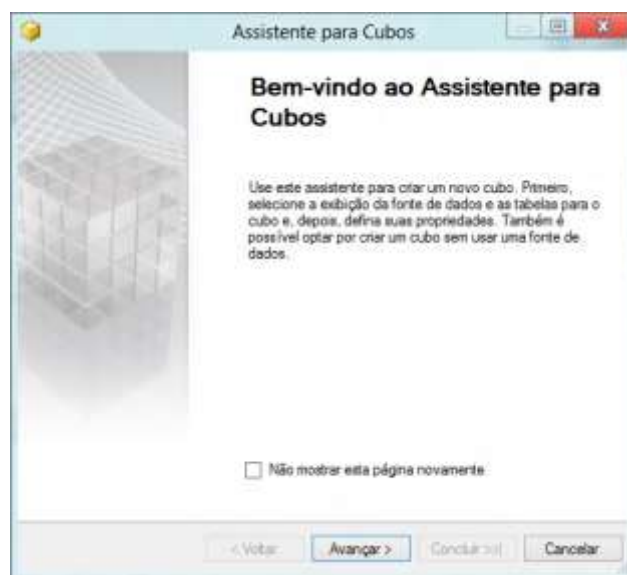 Assistente para Cubos
Bem-vindo ao Assistente para
Cubos
Use este assistente para criar um novo cubo. Primeiro,
selecione a exibição da fonte de dados e as tabelas para o
cubo e, depois, defina suas propriedades. Também é
possível optar por criar um cubo sem usar uma fonte de
dados.
Não mostrar esta página novamente
< Voltar
Avançar >
Concluir >>|
Cancelar